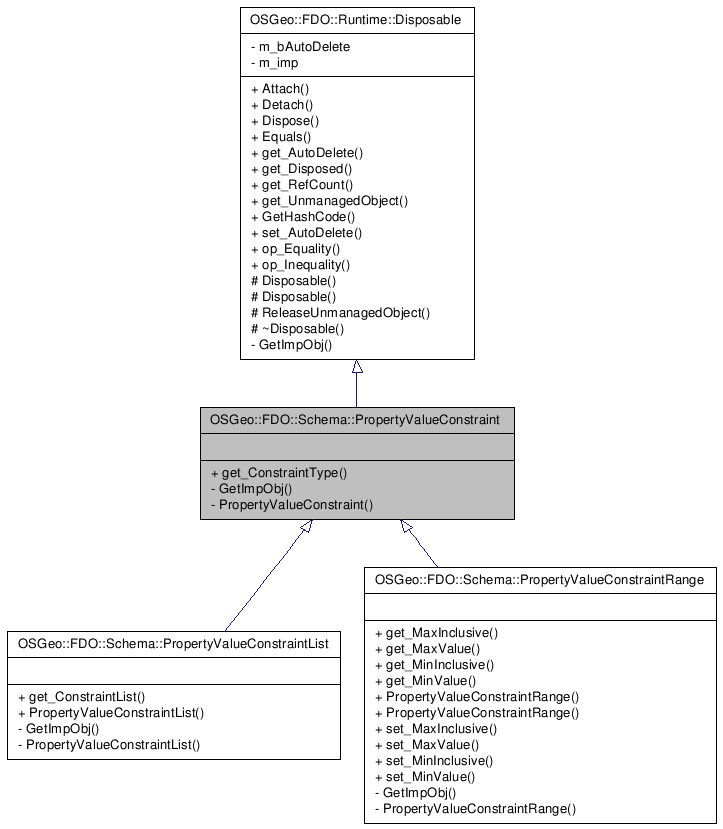 OSGeo::FDO::Runtime::Disposable
- m_bAutoDelete
- m_imp
+ Attach()
+ Detach()
+ Dispose()
+ Equals()
+ get_AutoDelete()
+ get_Disposed()
+ get_RefCount()
+ get_UnmanagedObject()
+ GetHashCode()
+ set_AutoDelete()
+ op_Equality()
+ op_Inequality()
# Disposable()
# Disposable()
# ReleaseUnmanagedObject()
# ~Disposable()
- GetImpObj()
OSGeo::FDO::Schema::PropertyValueConstraint
+ get_ConstraintType()
- GetImpObj()
- PropertyValueConstraint()
OSGeo::FDO::Schema::PropertyValueConstraintList
+ get_ConstraintList()
+ PropertyValueConstraintList()
- GetImpObj()
- PropertyValueConstraintList()
OSGeo::FDO::Schema::PropertyValueConstraintRange
+ get_MaxInclusive()
+ get_MaxValue()
+ get_MinInclusive()
+ get_MinValue()
+ PropertyValueConstraintRange()
+ PropertyValueConstraintRange()
+ set_MaxInclusive()
+ set_MaxValue()
+ set_MinInclusive()
+ set_MinValue()
- GetImpObj()
- PropertyValueConstraintRange()